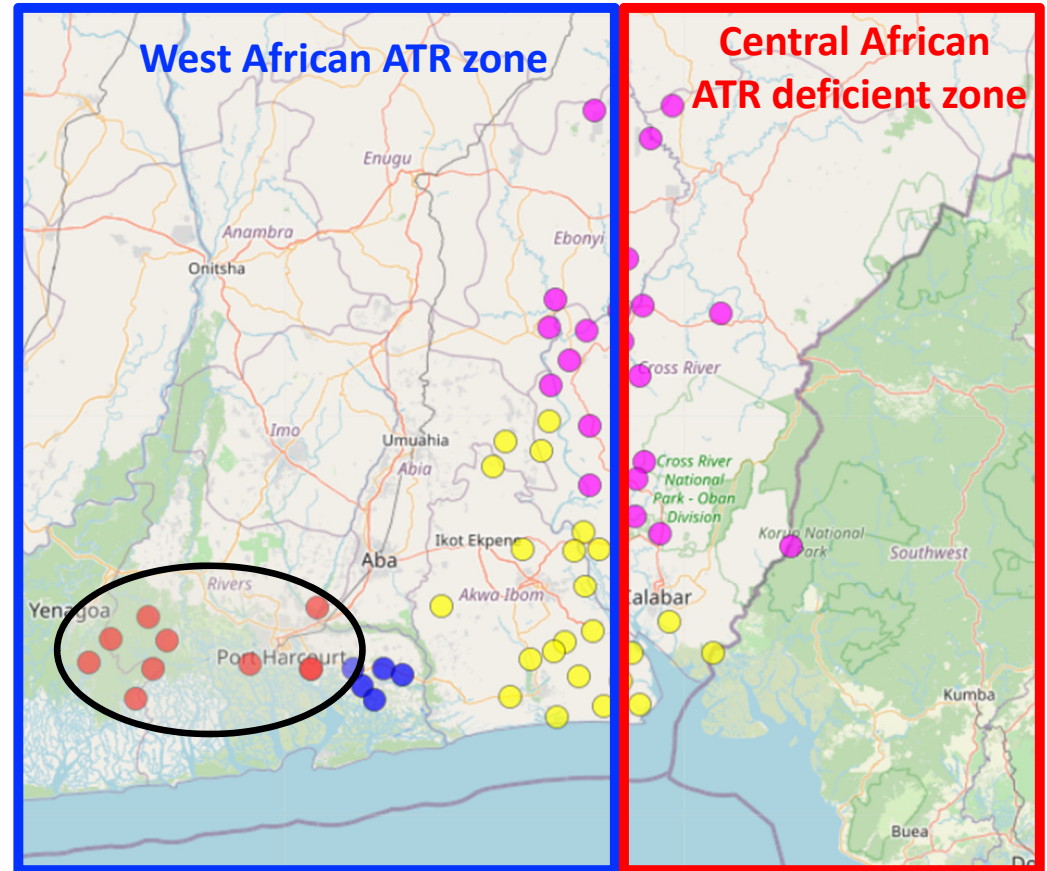 West African ATR zone
Central African
ATR deficient zone
Enugu
Anambra
Ebonyi
Onitsha
Cross River
Imo
Umuahia
Abia
Cross River
National
Park - Oban
Division
Ikot Ekpene
Korup National
Park
Southwest
Aba
Rivers
Akwa Ibom
Calabar
Yenagoa
Port Harcourt
Kumba
Buea
Do